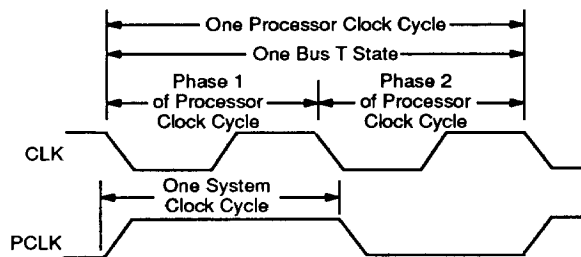 One Processor Clock Cycle
One Bus T State
Phase 1
of Processor
Clock Cycle
Phase 2
of Processor
Clock Cycle
CLK
One System
Clock Cycle
PCLK